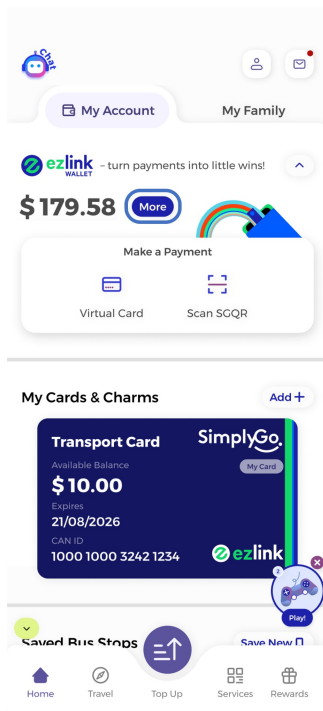 Chat
My Account
My Family
ezlink
WALLET
– turn payments into little wins!
$179.58
More
Make a Payment
Virtual Card
Scan SGQR
My Cards & Charms
Add +
Transport Card
SimplyGo.
Available Balance
My Card
$10.00
Expires
21/08/2026
CAN ID
1000 1000 3242 1234
ezlink
2
Play!
Saved Bus Stops
Save New
Home
Travel
Top Up
Services
Rewards